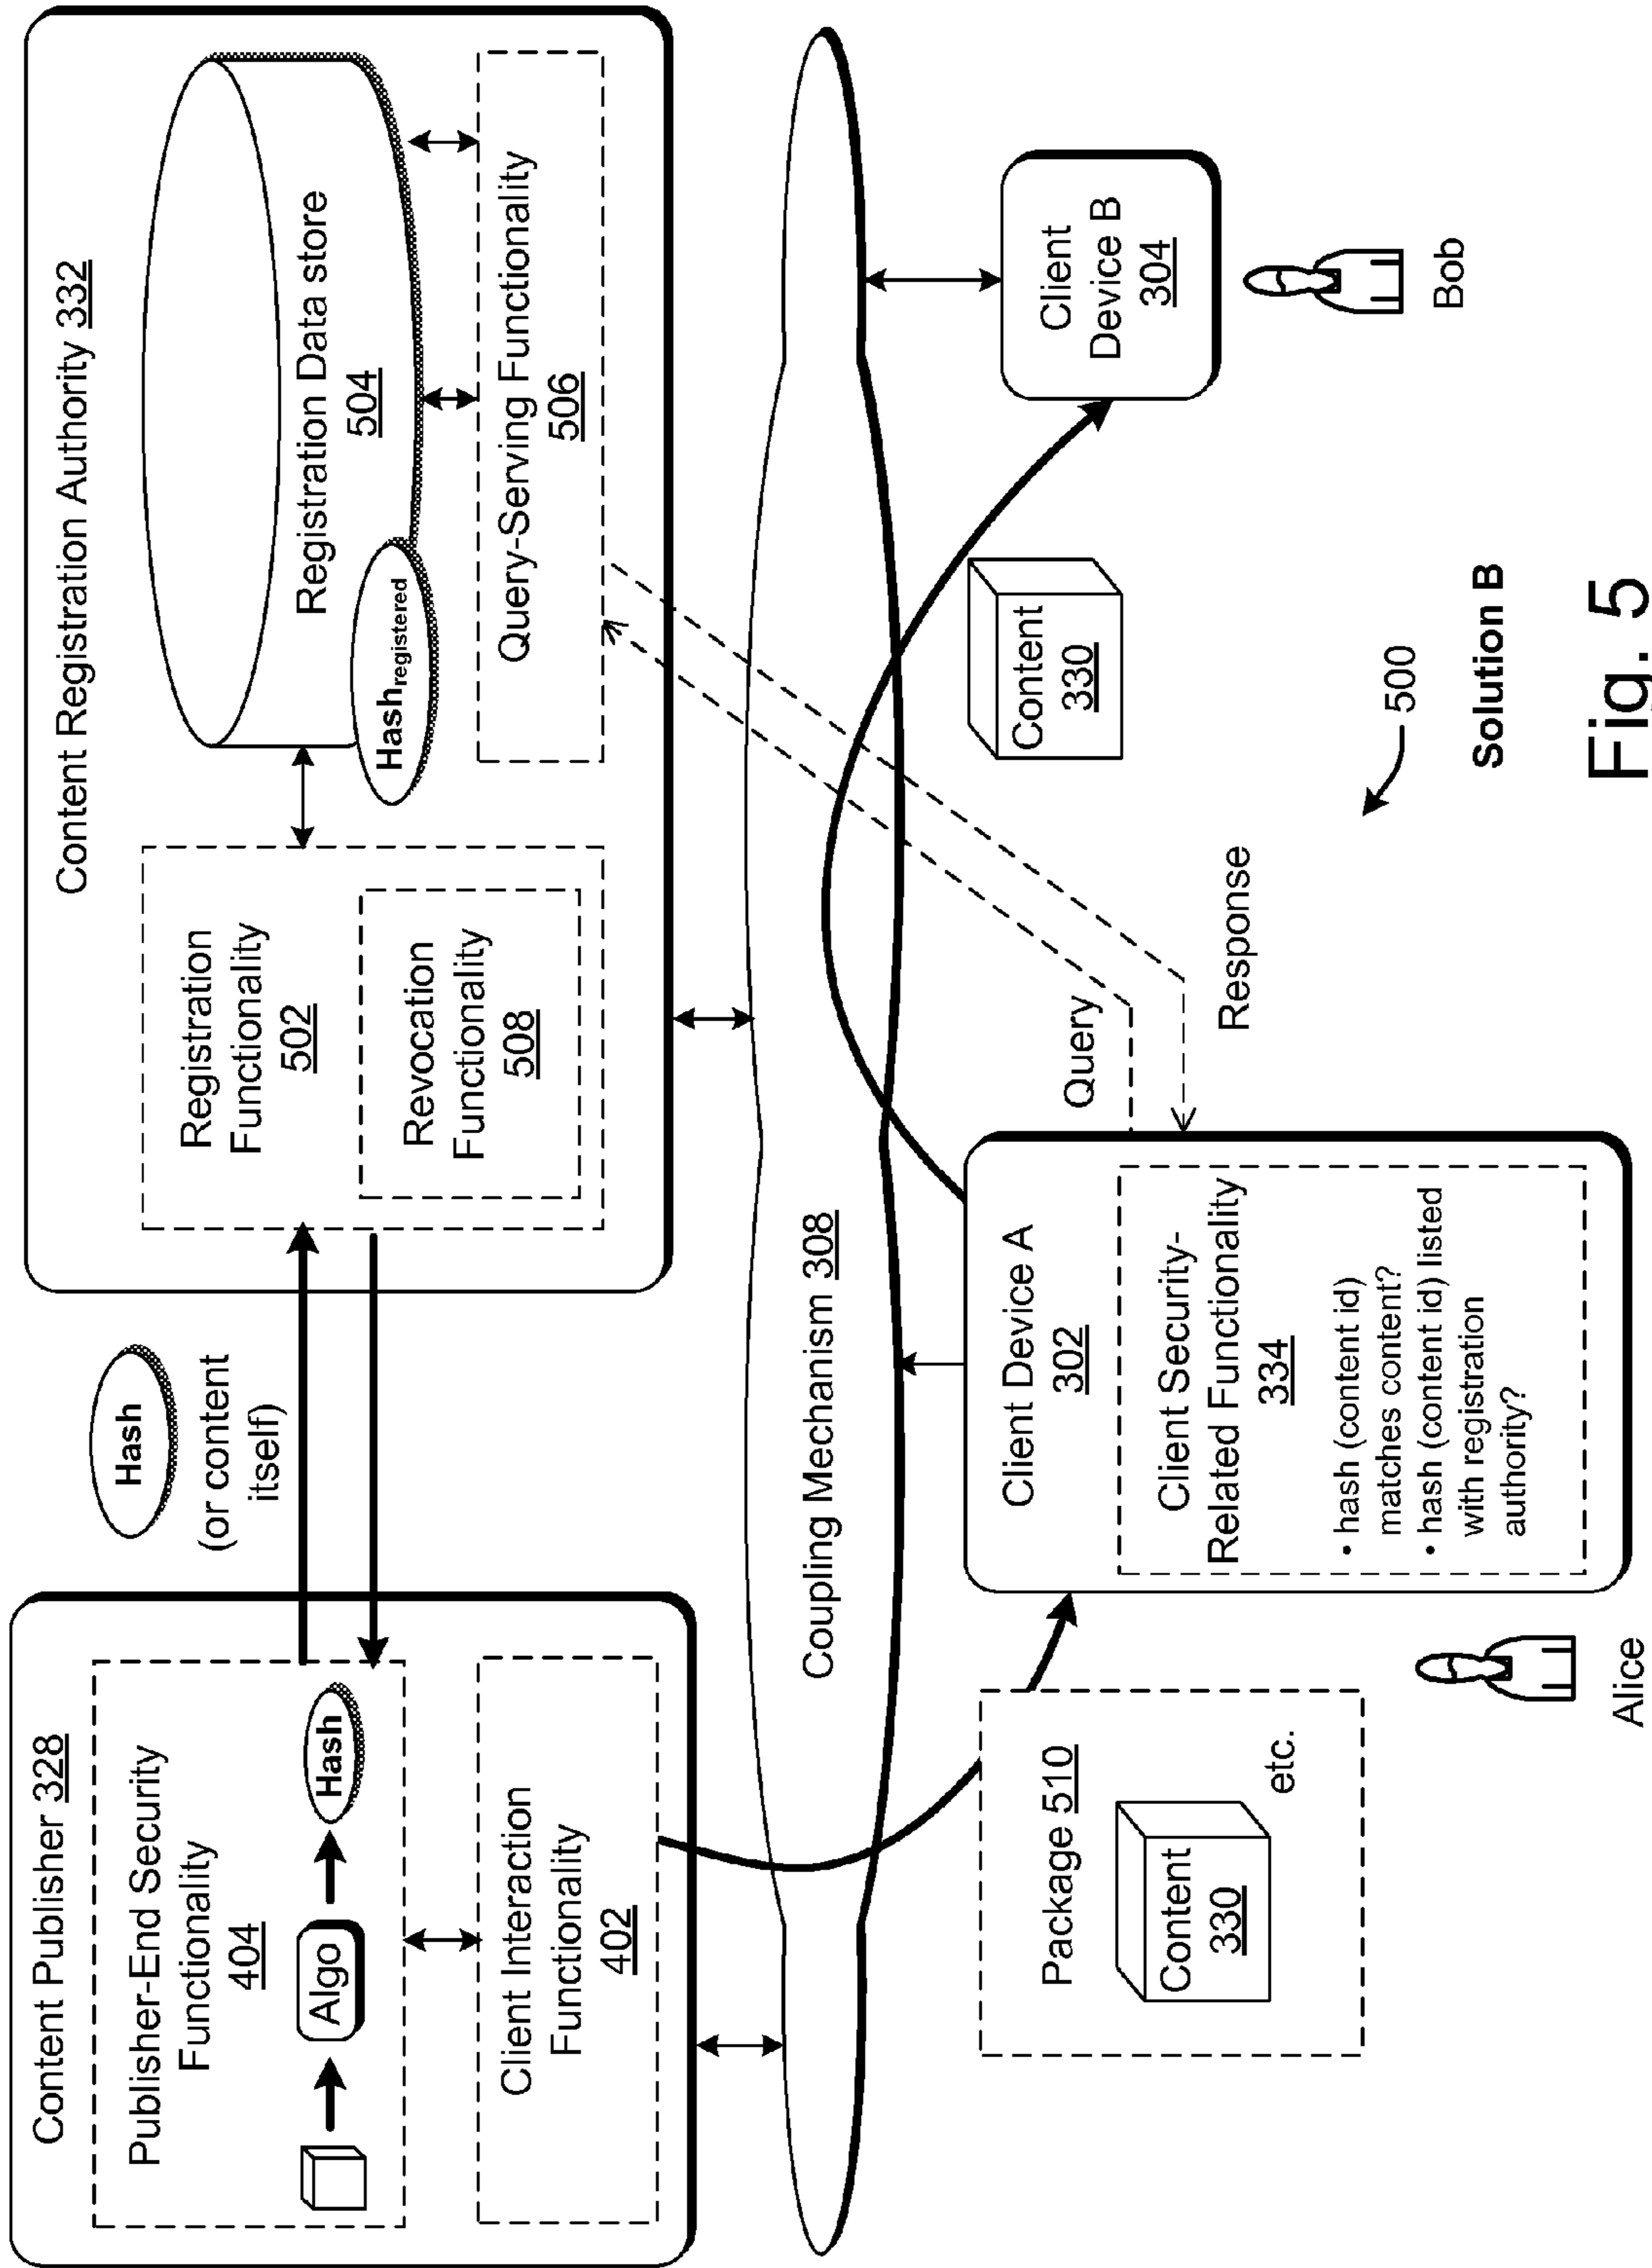 Content Publisher 328
Publisher-End Security
Functionality
404
Algo
Hash
Client Interaction
Functionality
402
Hash
(or content
itself)
Content Registration Authority 332
Registration
Functionality
502
Revocation
Functionality
508
Registration Data store
504
Hashregistered
Query-Serving Functionality
506
Coupling Mechanism 308
Package 510
Content
330
etc.
Client Device A
302
Client Security-
Related Functionality
334
• hash (content id)
matches content?
• hash (content id) listed
with registration
authority?
Alice
Query
Response
Content
330
Client
Device B
304
Bob
500
Solution B
Fig. 5